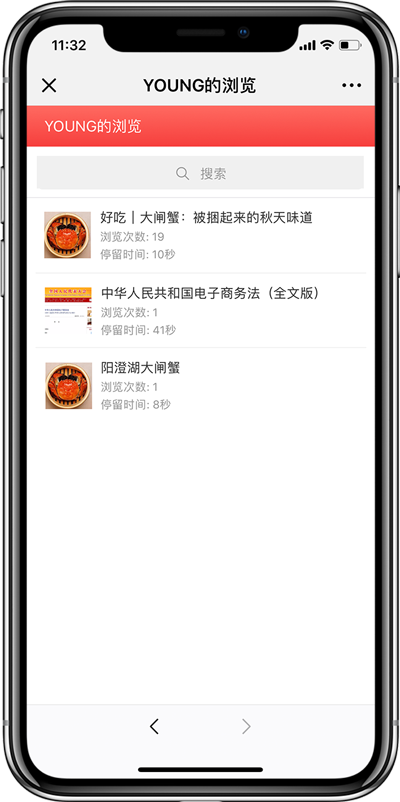 11:32
YOUNG的浏览
YOUNG的浏览
搜索
好吃｜大闸蟹：被捆起来的秋天味道
浏览次数: 19
停留时间: 10秒
中华人民共和国电子商务法（全文版）
浏览次数: 1
停留时间: 41秒
阳澄湖大闸蟹
浏览次数: 1
停留时间: 8秒